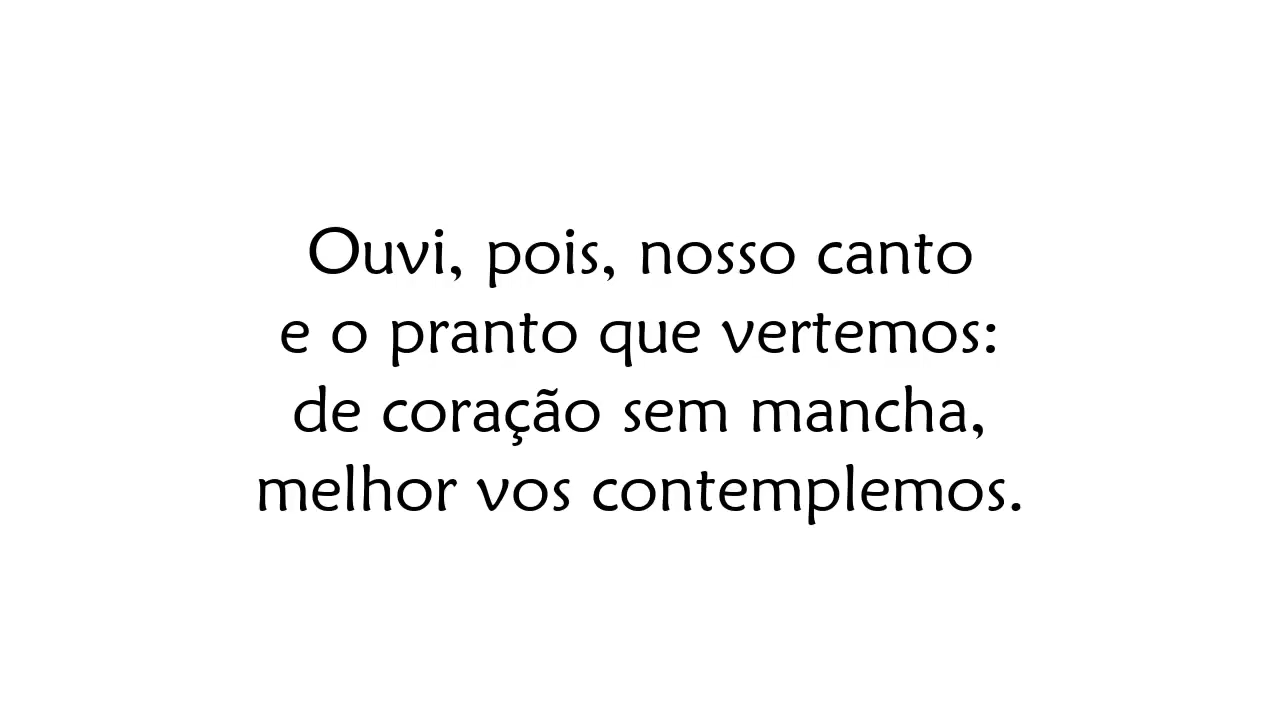 Ouvi, pois, nosso canto
e o pranto que vertemos:
de coração sem mancha,
melhor vos contemplemos.